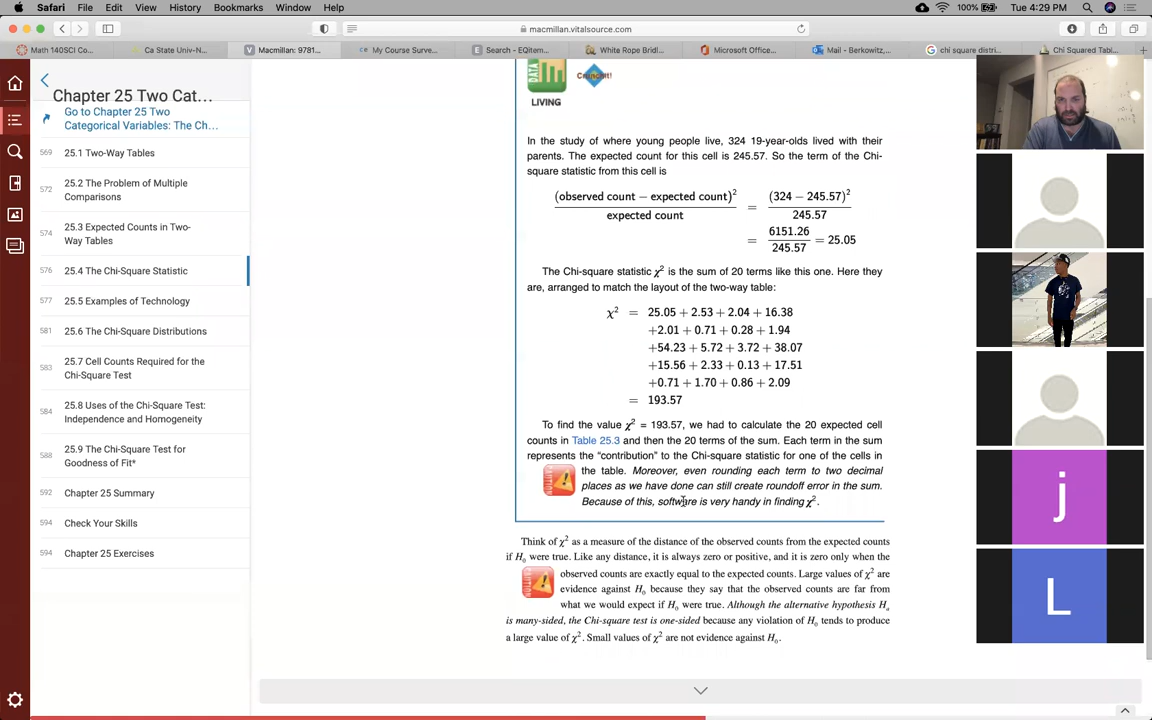 Safari File Edit View History Bookmarks Window Help 100% Tue 4:29 PM
macmillan.vitalsource.com
Math 140SCI Co... Ca State Univ-N... Macmillan: 9781... My Course Surve... Search - EQitem... White Rope Bridl... Microsoft Office... Mail - Berkowitz,... chi square distri... Chi Squared Tabl...
Chapter 25 Two Cat...
Go to Chapter 25 Two
Categorical Variables: The Ch...
569 25.1 Two-Way Tables
572 25.2 The Problem of Multiple
Comparisons
574 25.3 Expected Counts in Two-
Way Tables
576 25.4 The Chi-Square Statistic
577 25.5 Examples of Technology
581 25.6 The Chi-Square Distributions
583 25.7 Cell Counts Required for the
Chi-Square Test
584 25.8 Uses of the Chi-Square Test:
Independence and Homogeneity
588 25.9 The Chi-Square Test for
Goodness of Fit*
592 Chapter 25 Summary
594 Check Your Skills
594 Chapter 25 Exercises
DATA
CrunchIt!
LIVING
In the study of where young people live, 324 19-year-olds lived with their
parents. The expected count for this cell is 245.57. So the term of the Chi-
square statistic from this cell is
(observed count − expected count)² / expected count = (324 − 245.57)² / 245.57
= 6151.26 / 245.57 = 25.05
The Chi-square statistic χ² is the sum of 20 terms like this one. Here they
are, arranged to match the layout of the two-way table:
χ² = 25.05 + 2.53 + 2.04 + 16.38
+2.01 + 0.71 + 0.28 + 1.94
+54.23 + 5.72 + 3.72 + 38.07
+15.56 + 2.33 + 0.13 + 17.51
+0.71 + 1.70 + 0.86 + 2.09
= 193.57
To find the value χ² = 193.57, we had to calculate the 20 expected cell
counts in Table 25.3 and then the 20 terms of the sum. Each term in the sum
represents the “contribution” to the Chi-square statistic for one of the cells in
the table. Moreover, even rounding each term to two decimal
places as we have done can still create roundoff error in the sum.
Because of this, software is very handy in finding χ².
CAUTION
Think of χ² as a measure of the distance of the observed counts from the expected counts
if H₀ were true. Like any distance, it is always zero or positive, and it is zero only when the
observed counts are exactly equal to the expected counts. Large values of χ² are
evidence against H₀ because they say that the observed counts are far from
what we would expect if H₀ were true. Although the alternative hypothesis Hₐ
is many-sided, the Chi-square test is one-sided because any violation of H₀ tends to produce
a large value of χ². Small values of χ² are not evidence against H₀.
CAUTION
j
L